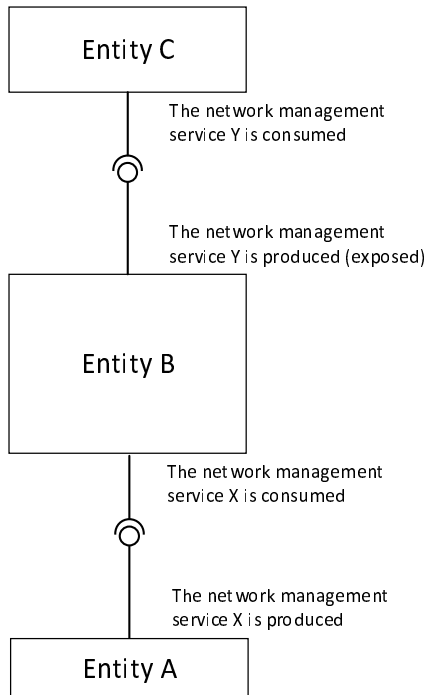 Entity C
The network management
service Y is consumed
The network management
service Y is produced (exposed)
Entity B
The network management
service X is consumed
The network management
service X is produced
Entity A